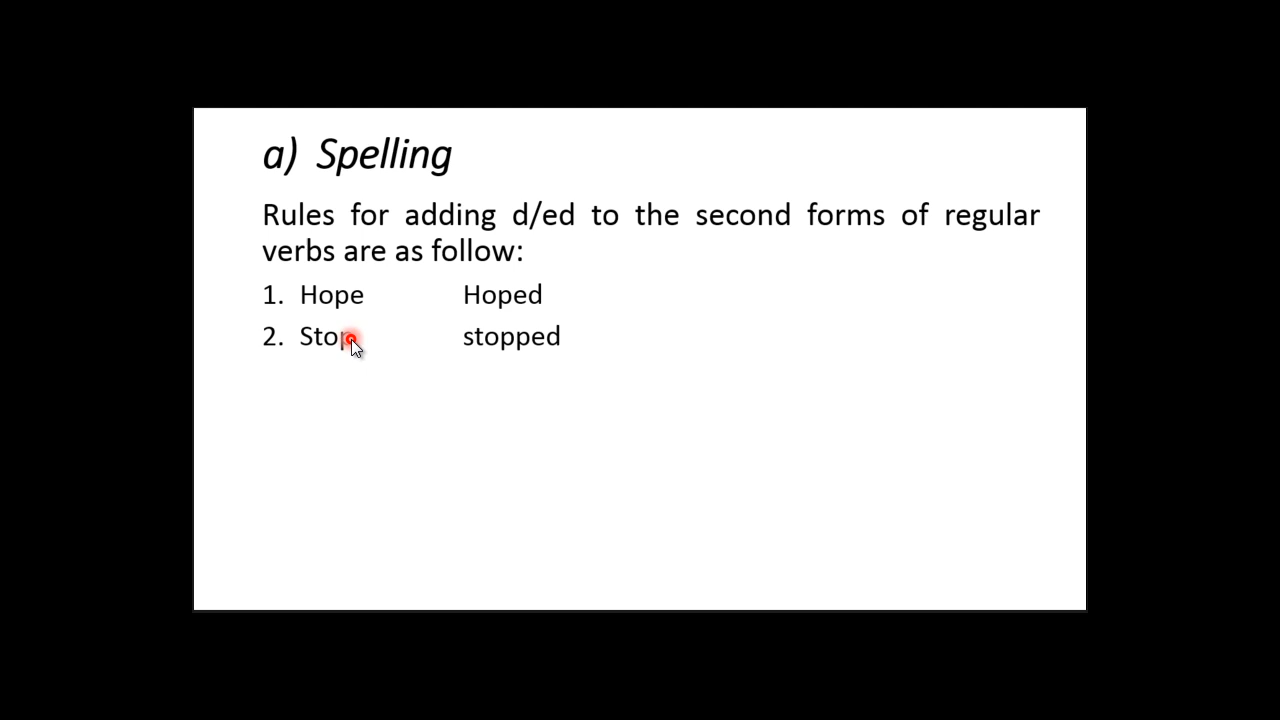 a) Spelling
Rules for adding d/ed to the second forms of regular
verbs are as follow:
1. Hope Hoped
2. Stop stopped